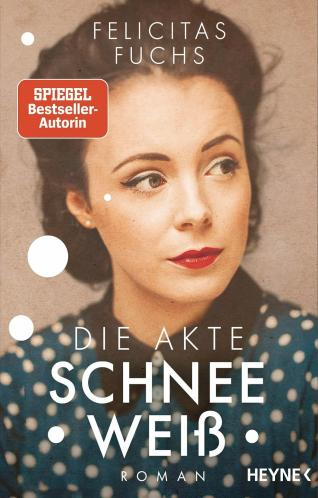 FELICITAS
FUCHS
SPIEGEL
Bestseller-
Autorin
DIE AKTE
SCHNEE
• WEIß •
ROMAN
HEYNE <